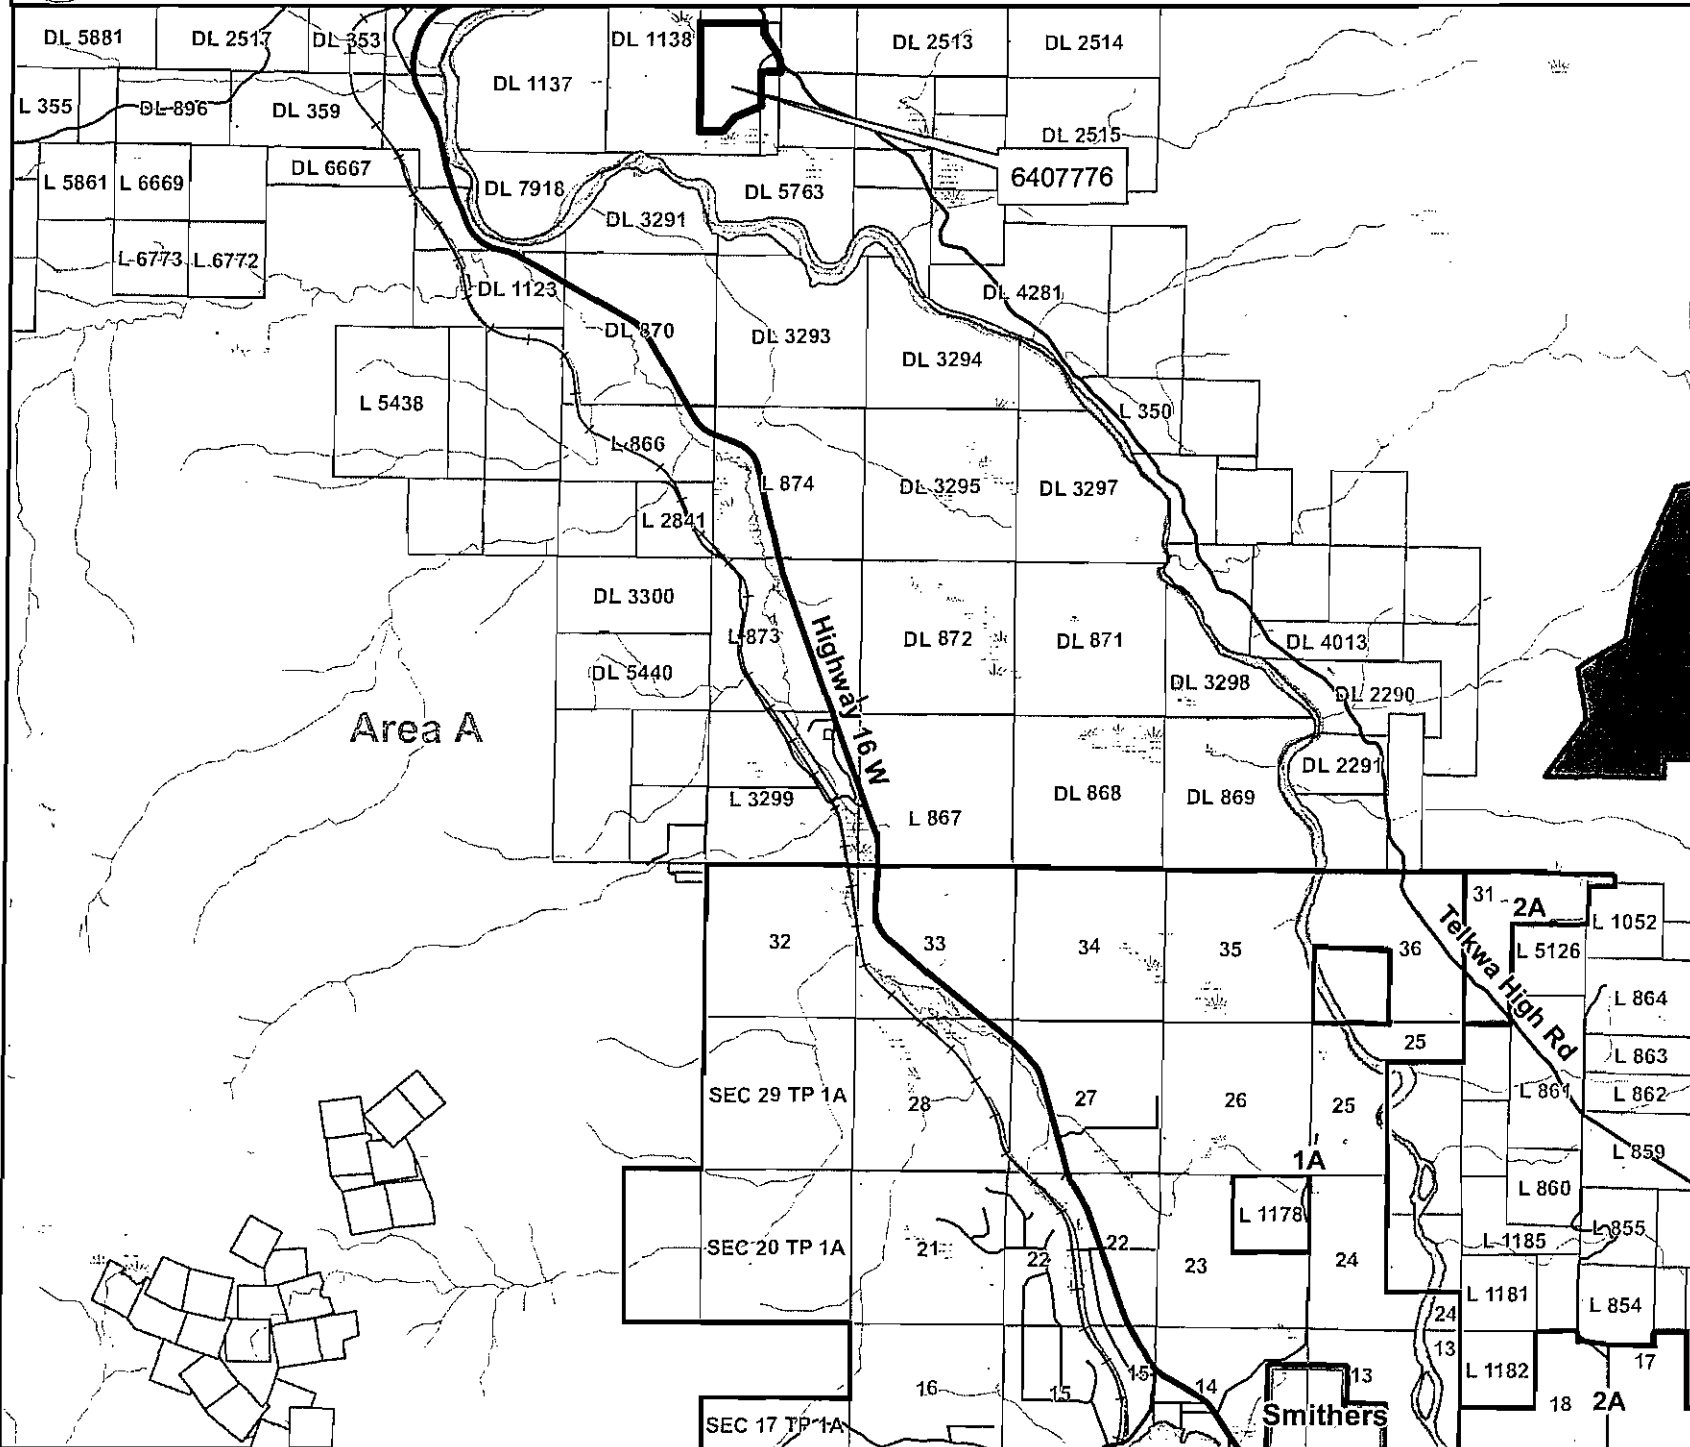 DL 5881
DL 2517
DL 353
DL 1138
DL 2513
DL 2514
DL 1137
L 355
DL 896
DL 359
DL 2515
6407776
L 5861
L 6669
DL 6667
DL 7918
DL 5763
DL 3291
L 6773
L 6772
DL 1123
DL 4281
DL 870
DL 3293
DL 3294
L 5438
L 350
L 866
L 874
DL 3295
DL 3297
L 2841
DL 3300
L 873
Highway 16 W
DL 872
DL 871
DL 4013
DL 5440
DL 3298
DL 2290
Area A
DL 2291
L 3299
L 867
DL 868
DL 869
31
2A
L 1052
32
33
34
35
36
Telkwa High Rd
L 5126
L 864
25
L 863
SEC 29 TP 1A
28
27
26
25
L 861
L 862
1A
L 859
L 860
L 1178
L 855
SEC 20 TP 1A
21
22
22
23
24
L 1185
L 1181
L 854
24
13
17
16
15
15
14
13
L 1182
18
2A
SEC 17 TP 1A
Smithers